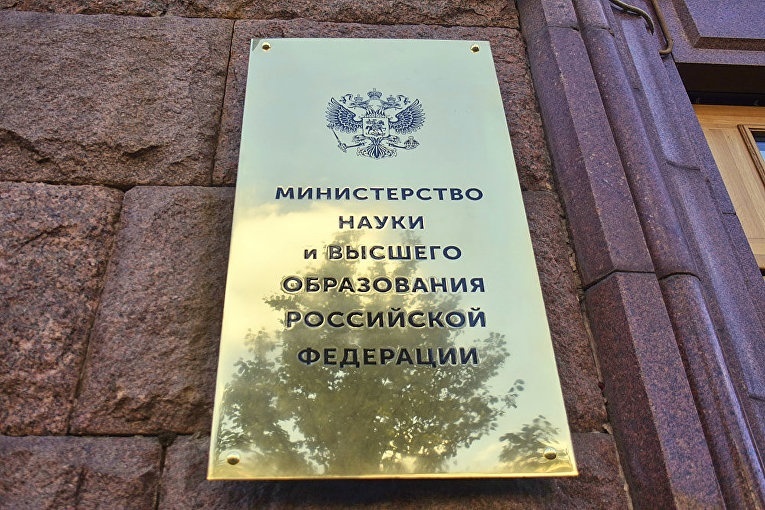 МИНИСТЕРСТВО
НАУКИ
и ВЫСШЕГО
ОБРАЗОВАНИЯ
РОССИЙСКОЙ
ФЕДЕРАЦИИ